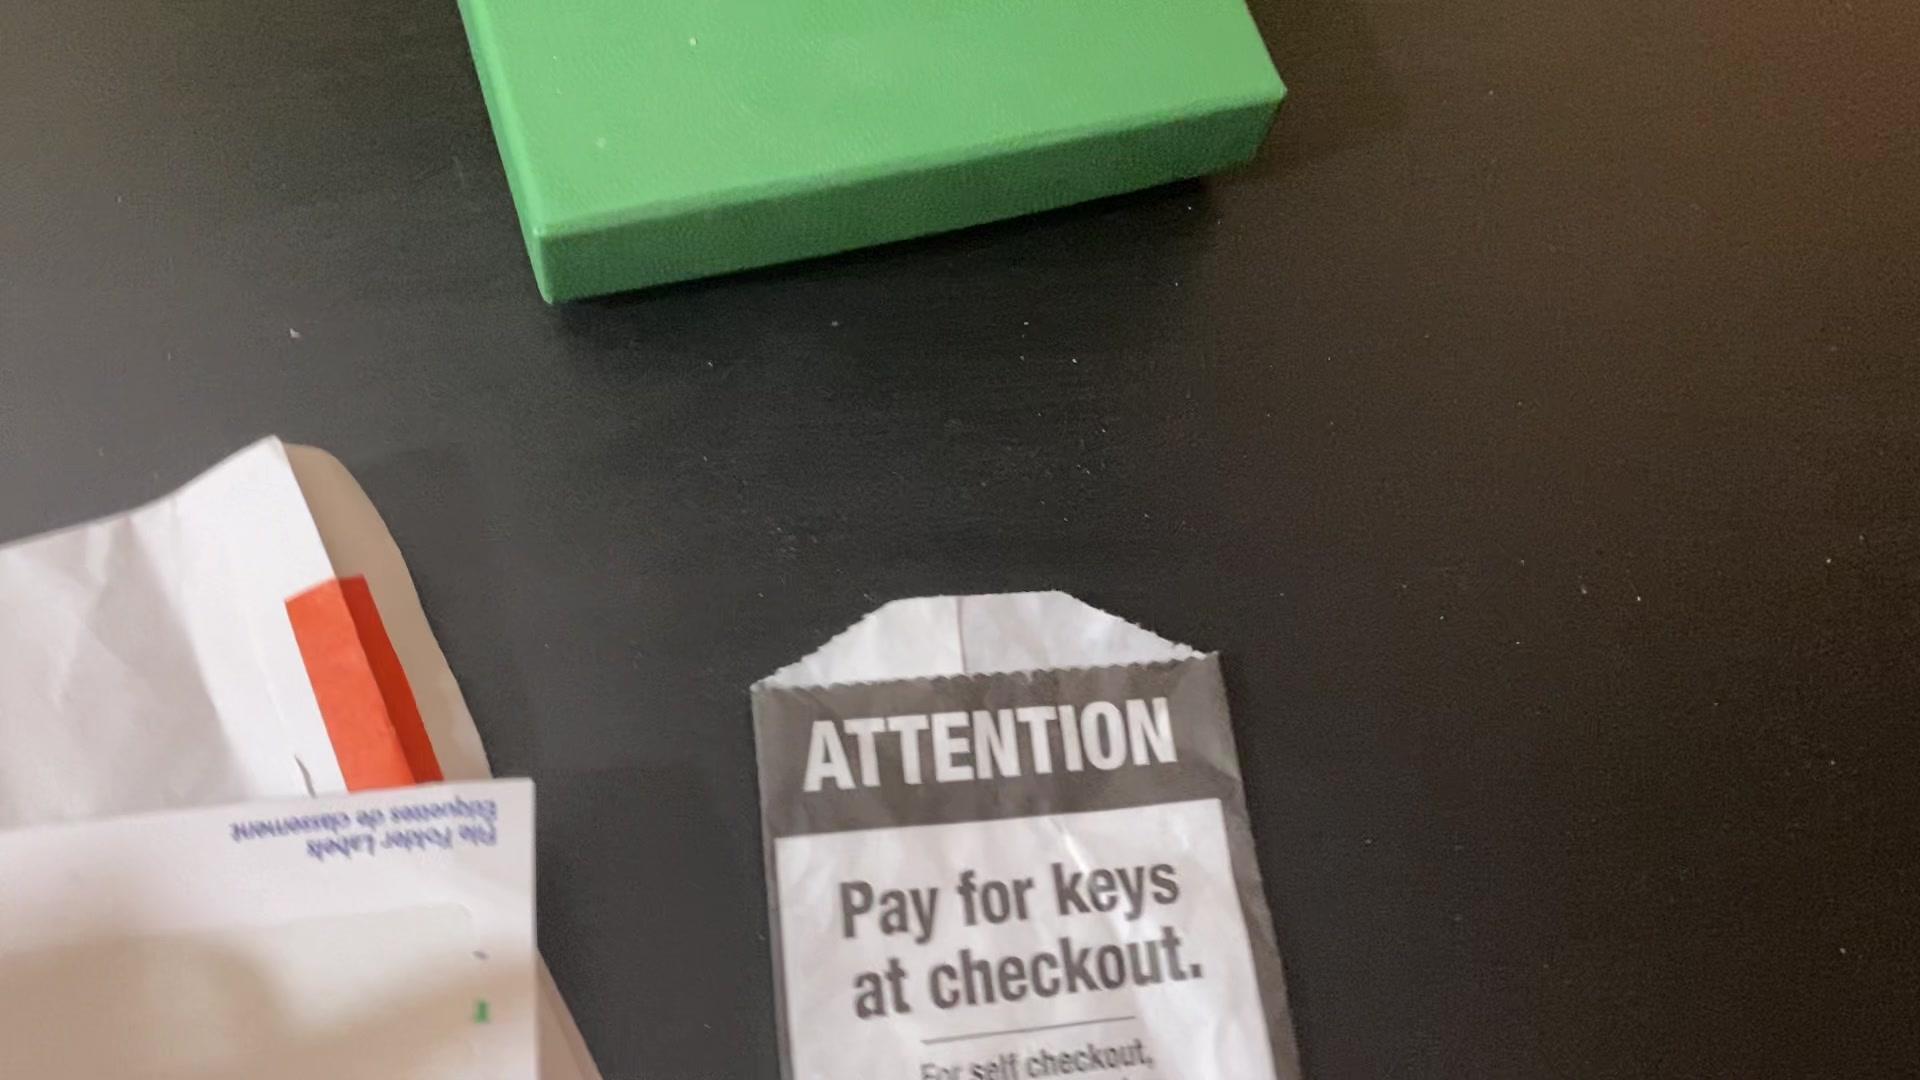 ATTENTION
Pay for keys
at checkout.
For self checkout,
File Folder Labels
Étiquettes de classement